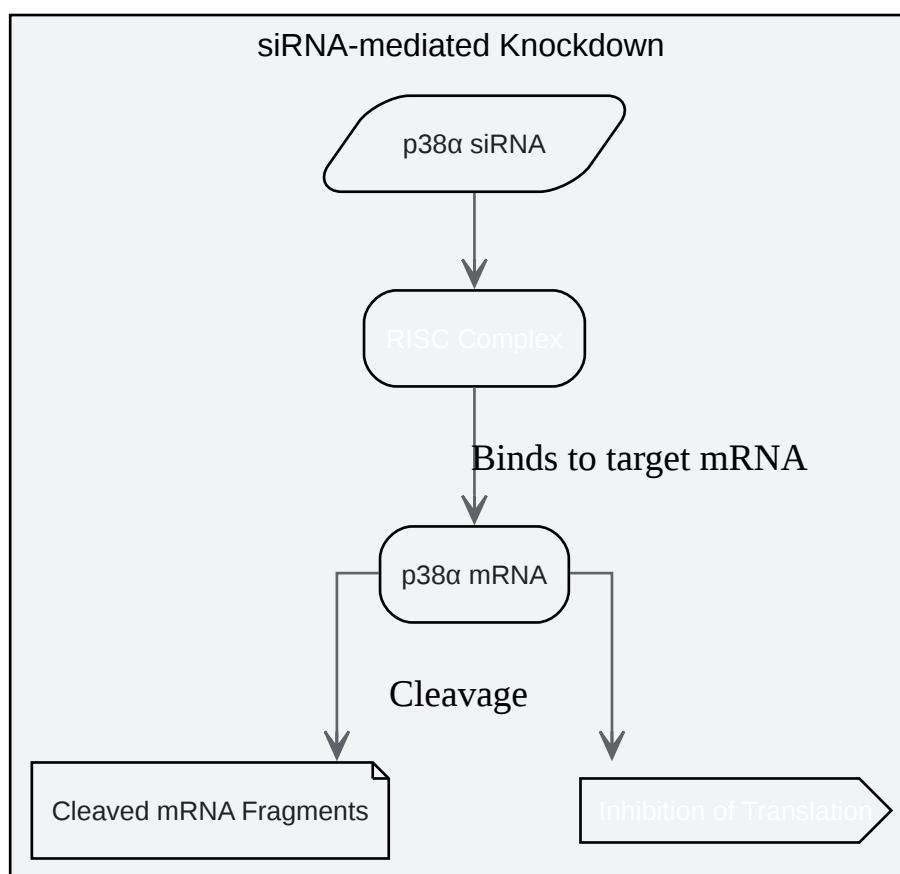 siRNA-mediated Knockdown
p38α siRNA
RISC Complex
Binds to target mRNA
p38α mRNA
Cleavage
Cleaved mRNA Fragments
Inhibition of Translation